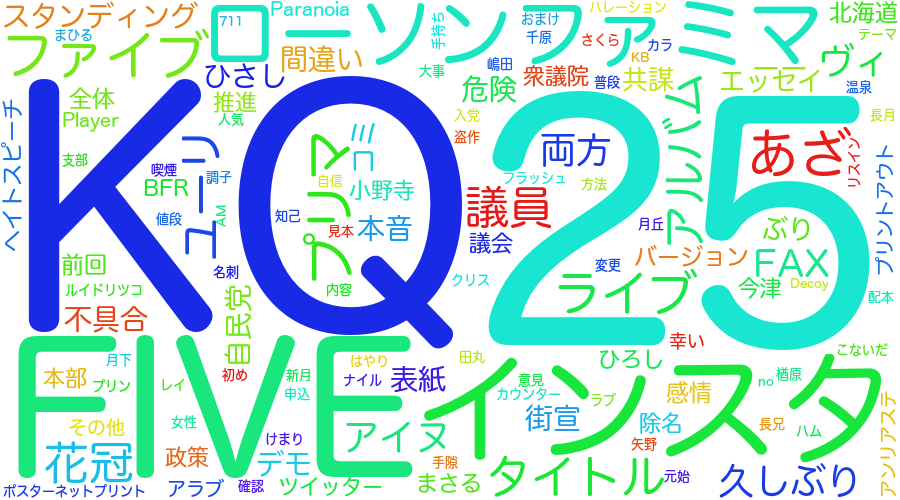 スタンディング
まひる
ファイブ
ローソンファミマ
711
Paranoia
手持ち
おまけ
千原
ハレーション
さくら
KB
カラ
北海道
テーマ
ヴィ
間違い
ひさし
大事
嶋田
衆議院
普段
共謀
エッセイ
温泉
危険
全体
推進
人気
Player
入党
盗作
長月
KQ25
ヘイトスピーチ
支部
喫煙
BFR
調子
ユーリ
値段
AM
名刺
プリマ
ミコ
自信
小野寺
知己
見本
本音
内容
両方
あざ
フラッシュ
方法
議員
議会
月丘
アルバム
リスイン
プリントアウト
ぶり
バージョン
FAX
変更
今津
Decoy
配本
クリス
ライブ
前回
ルイドリツコ
不具合
自民党
幸い
FIVE
インスタ
月下
本部
プリン
レイ
初め
新月
申込
はやり
ナイル
表紙
田丸
ひろし
こないだ
意見
カウンター
ラブ
感情
no
楢原
その他
女性
アイヌ
街宣
除名
長兄
ハム
アンリアステ
花冠
政策
けまり
デモ
手隙
矢野
タイトル
元始
久しぶり
ポスターネットプリント
アラブ
確認
ツイッター
まさる